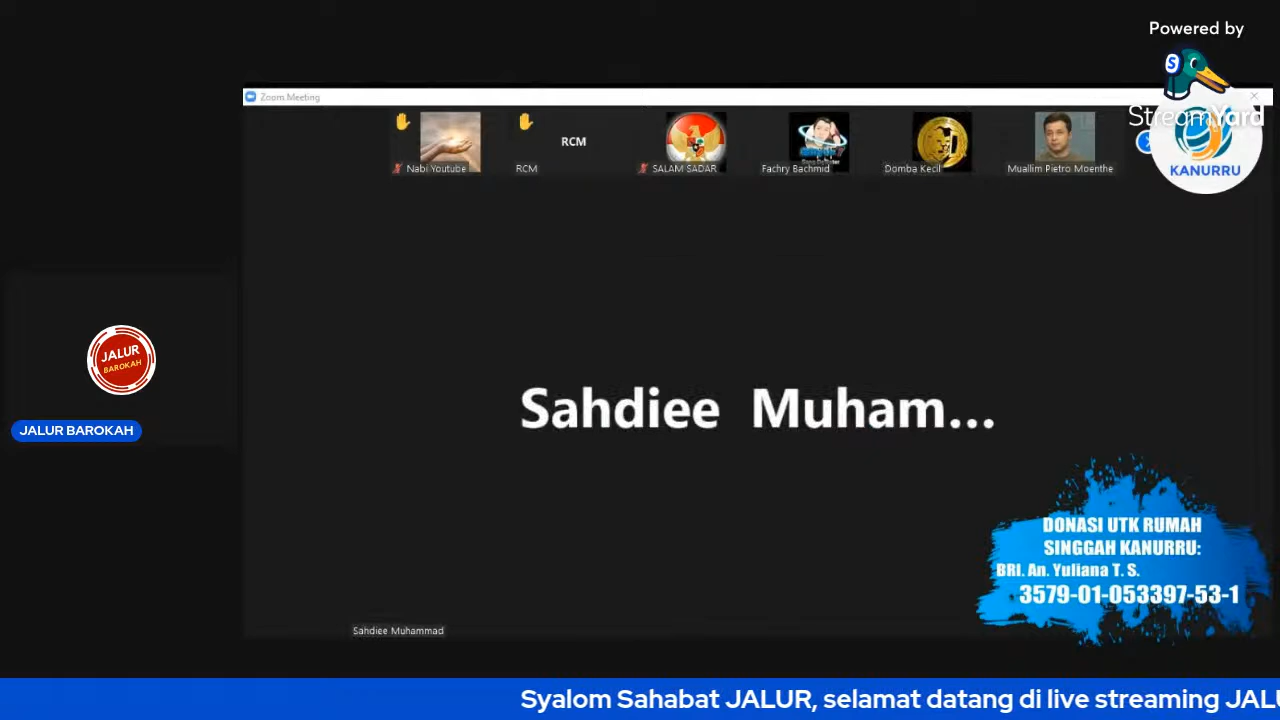 Powered by
StreamYard
KANURRU
Zoom Meeting
Nabi Youtube
RCM
RCM
SALAM SADAR
Fachry Bachmid
Domba Kecil
Muallim Pietro Moenthe
JALUR
BAROKAH
JALUR BAROKAH
Sahdiee Muham...
DONASI UTK RUMAH
SINGGAH KANURRU:
BRI. An. Yuliana T. S.
3579-01-053397-53-1
Sahdiee Muhammad
Syalom Sahabat JALUR, selamat datang di live streaming JALU